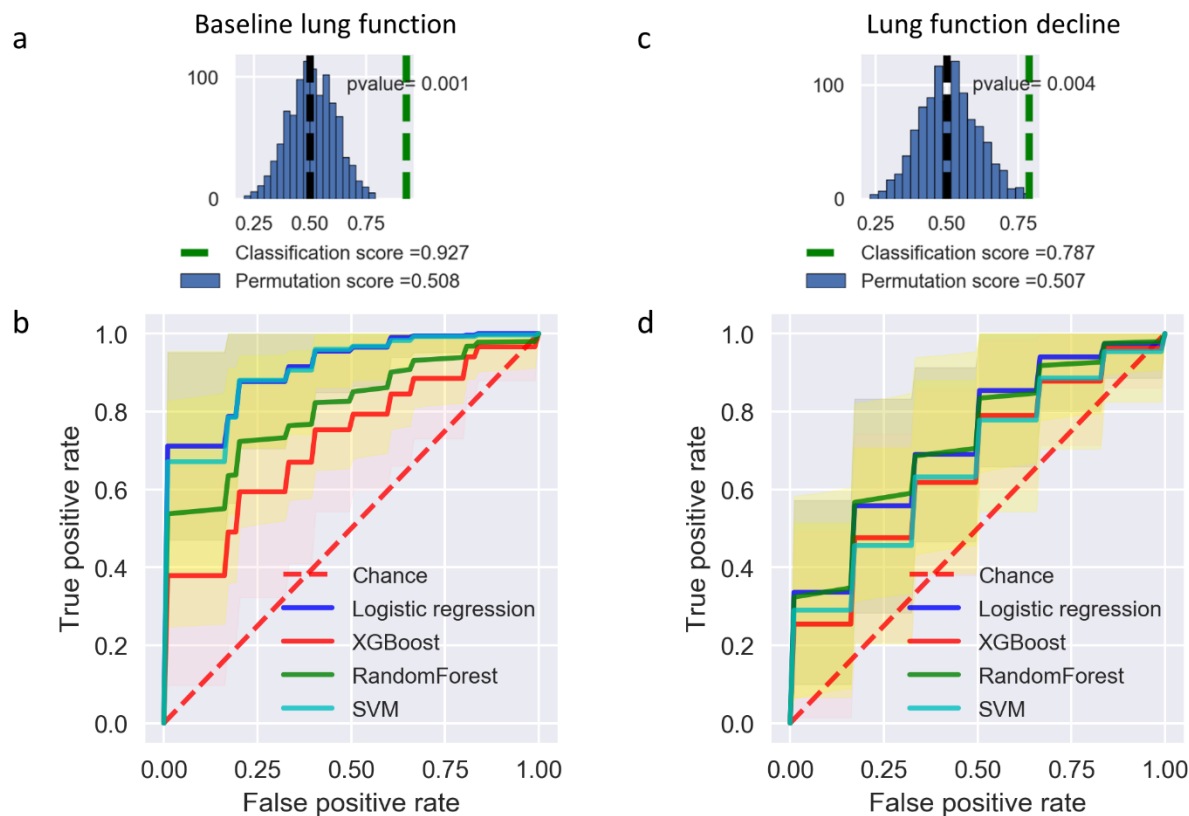 a
Baseline lung function
100
0
pvalue= 0.001
0.25 0.50 0.75
Classification score =0.927
Permutation score =0.508
b
1.0
0.8
0.6
0.4
0.2
0.0
True positive rate
Chance
Logistic regression
XGBoost
RandomForest
SVM
0.00 0.25 0.50 0.75 1.00
False positive rate
c
Lung function decline
100
0
pvalue= 0.004
0.25 0.50 0.75
Classification score =0.787
Permutation score =0.507
d
1.0
0.8
0.6
0.4
0.2
0.0
True positive rate
Chance
Logistic regression
XGBoost
RandomForest
SVM
0.00 0.25 0.50 0.75 1.00
False positive rate